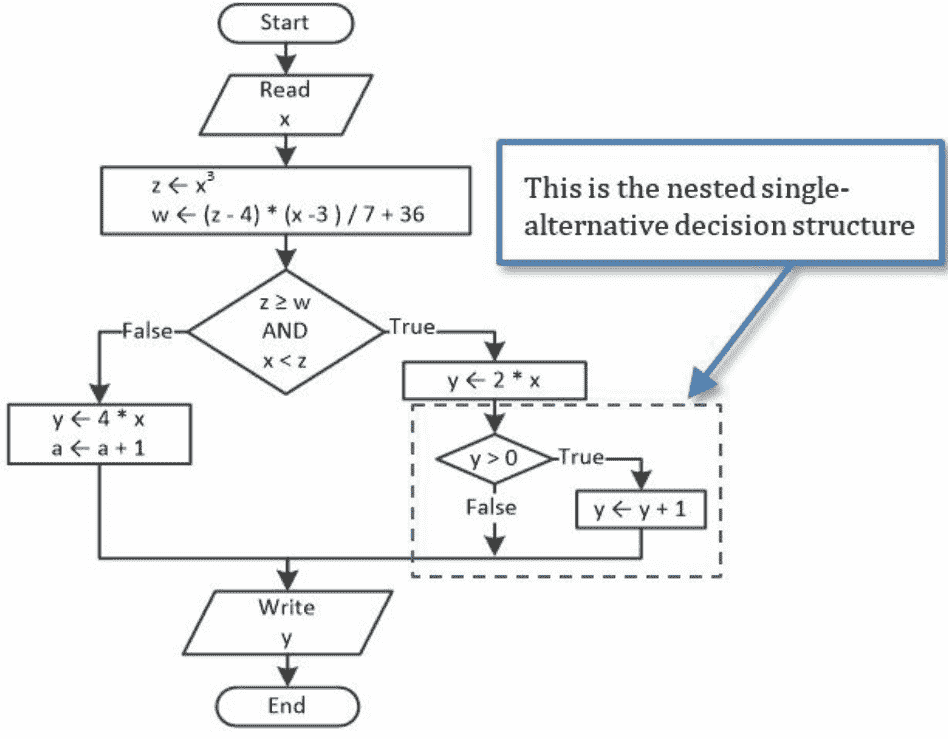 Start
Read
x
z ← x³
w ← (z - 4) * (x -3 ) / 7 + 36
This is the nested single-
alternative decision structure
z ≥ w
AND
x < z
False
True
y ← 2 * x
y ← 4 * x
a ← a + 1
y > 0
True
False
y ← y + 1
Write
y
End